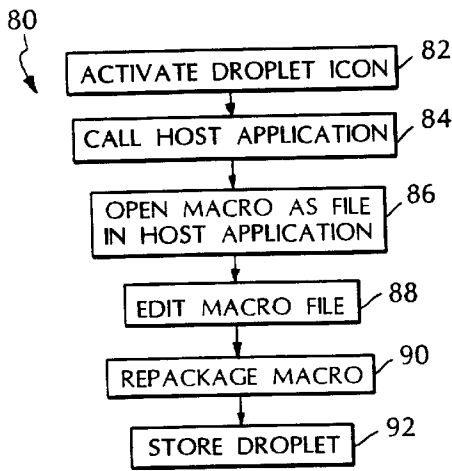 80
ACTIVATE DROPLET ICON
82
CALL HOST APPLICATION
84
OPEN MACRO AS FILE
IN HOST APPLICATION
86
EDIT MACRO FILE
88
REPACKAGE MACRO
90
STORE DROPLET
92